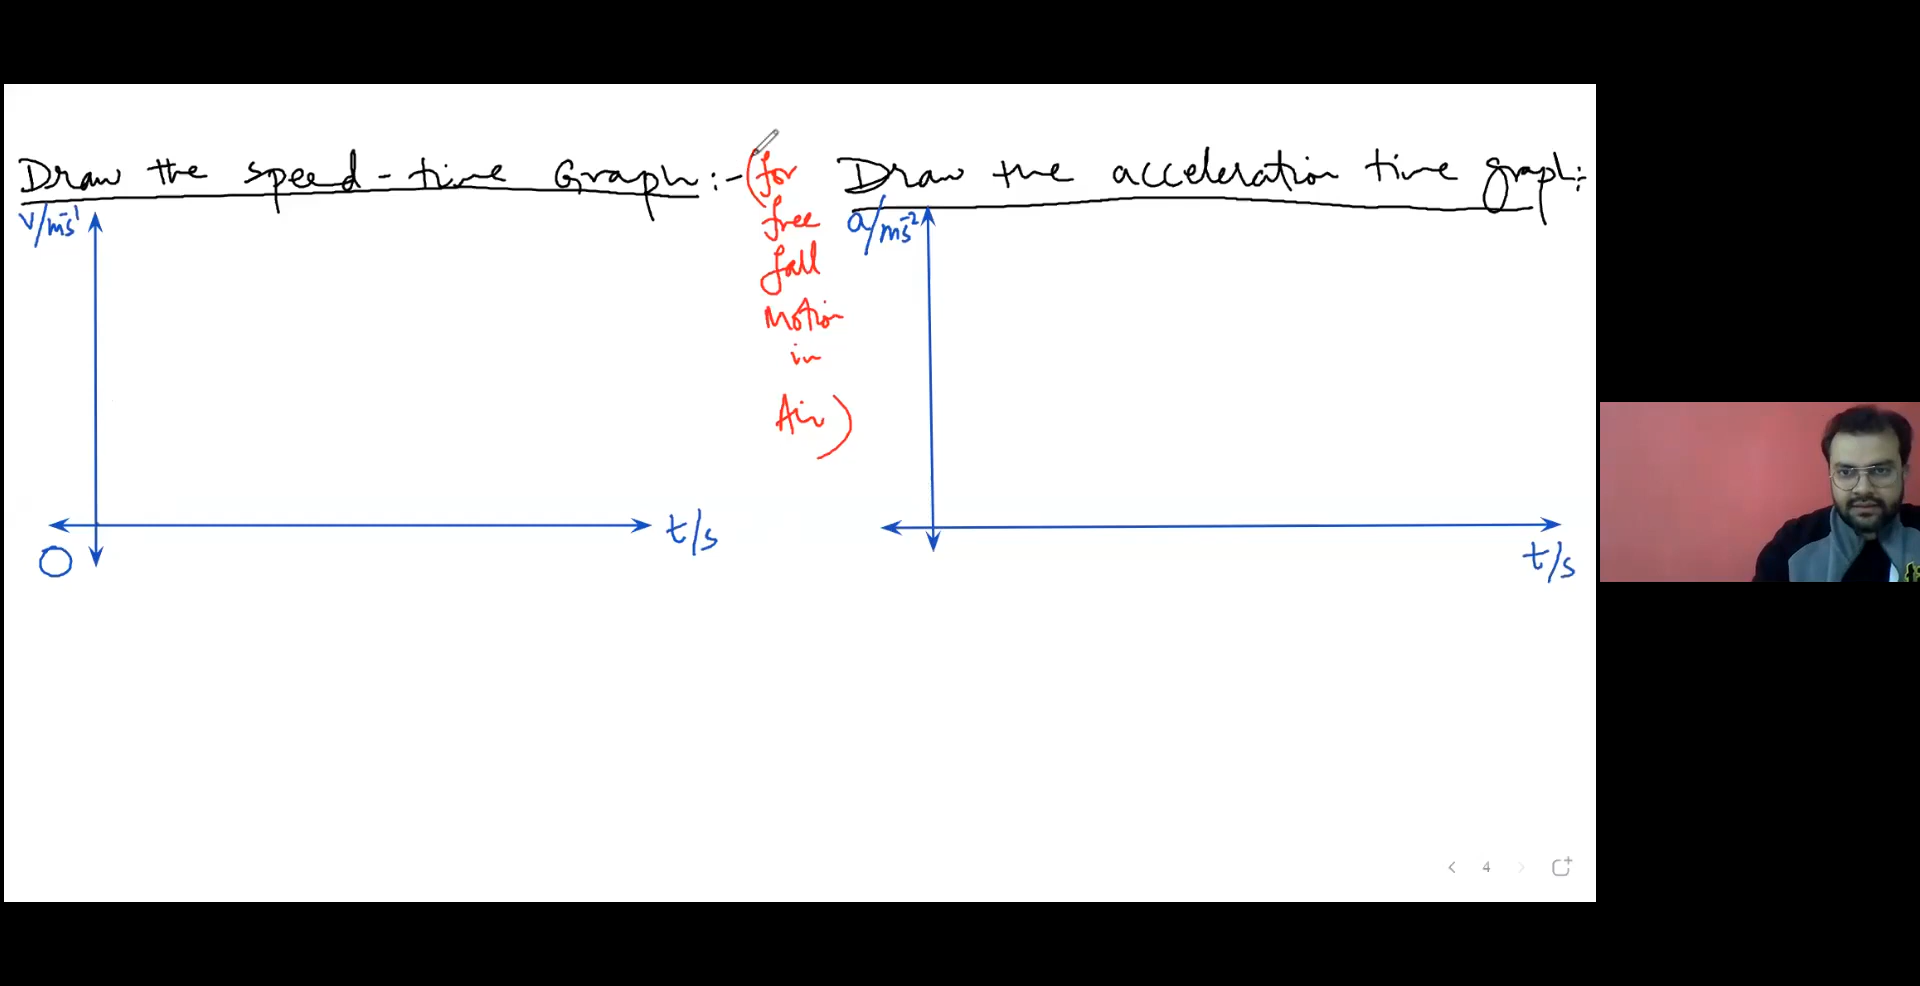 Draw the speed - time Graph :- (for
free
fall
Motion
in
Air)
v/ms⁻¹
O
t/s
Draw the acceleration time graph:
a/ms⁻²
t/s
4